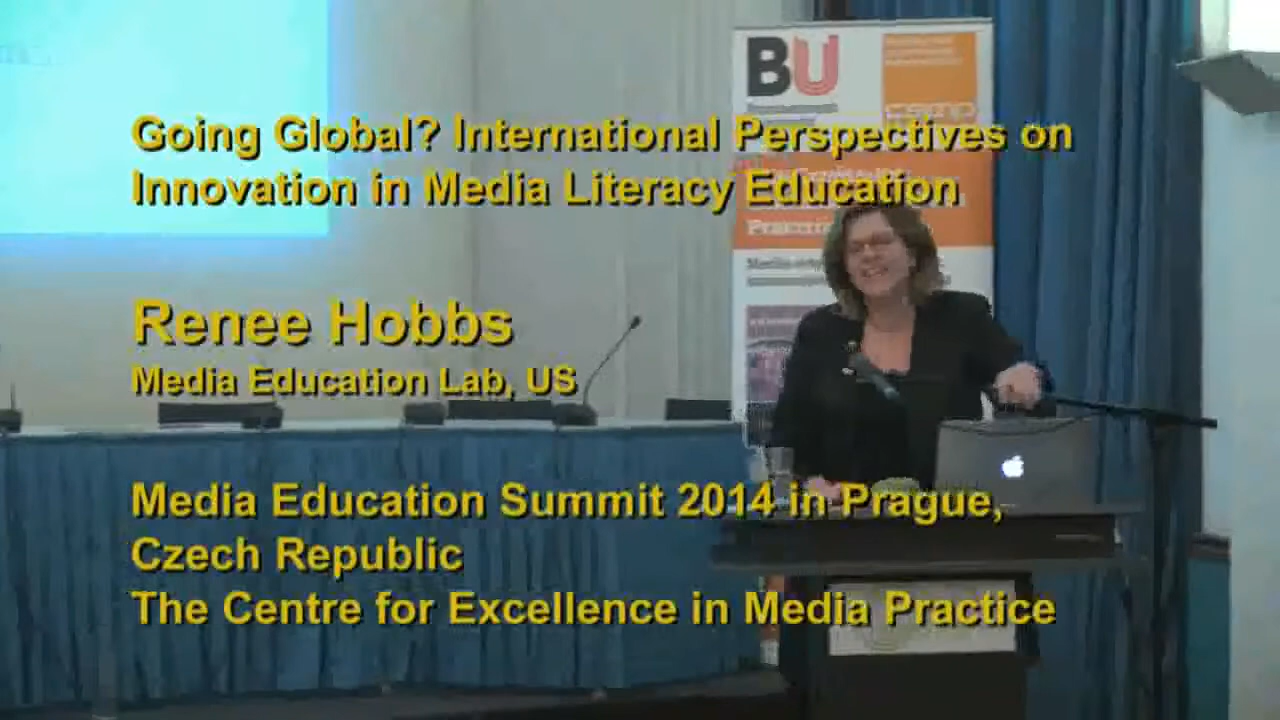 BU
cemp
Going Global? International Perspectives on
Innovation in Media Literacy Education
Renee Hobbs
Media Education Lab, US
Media Education Summit 2014 in Prague,
Czech Republic
The Centre for Excellence in Media Practice